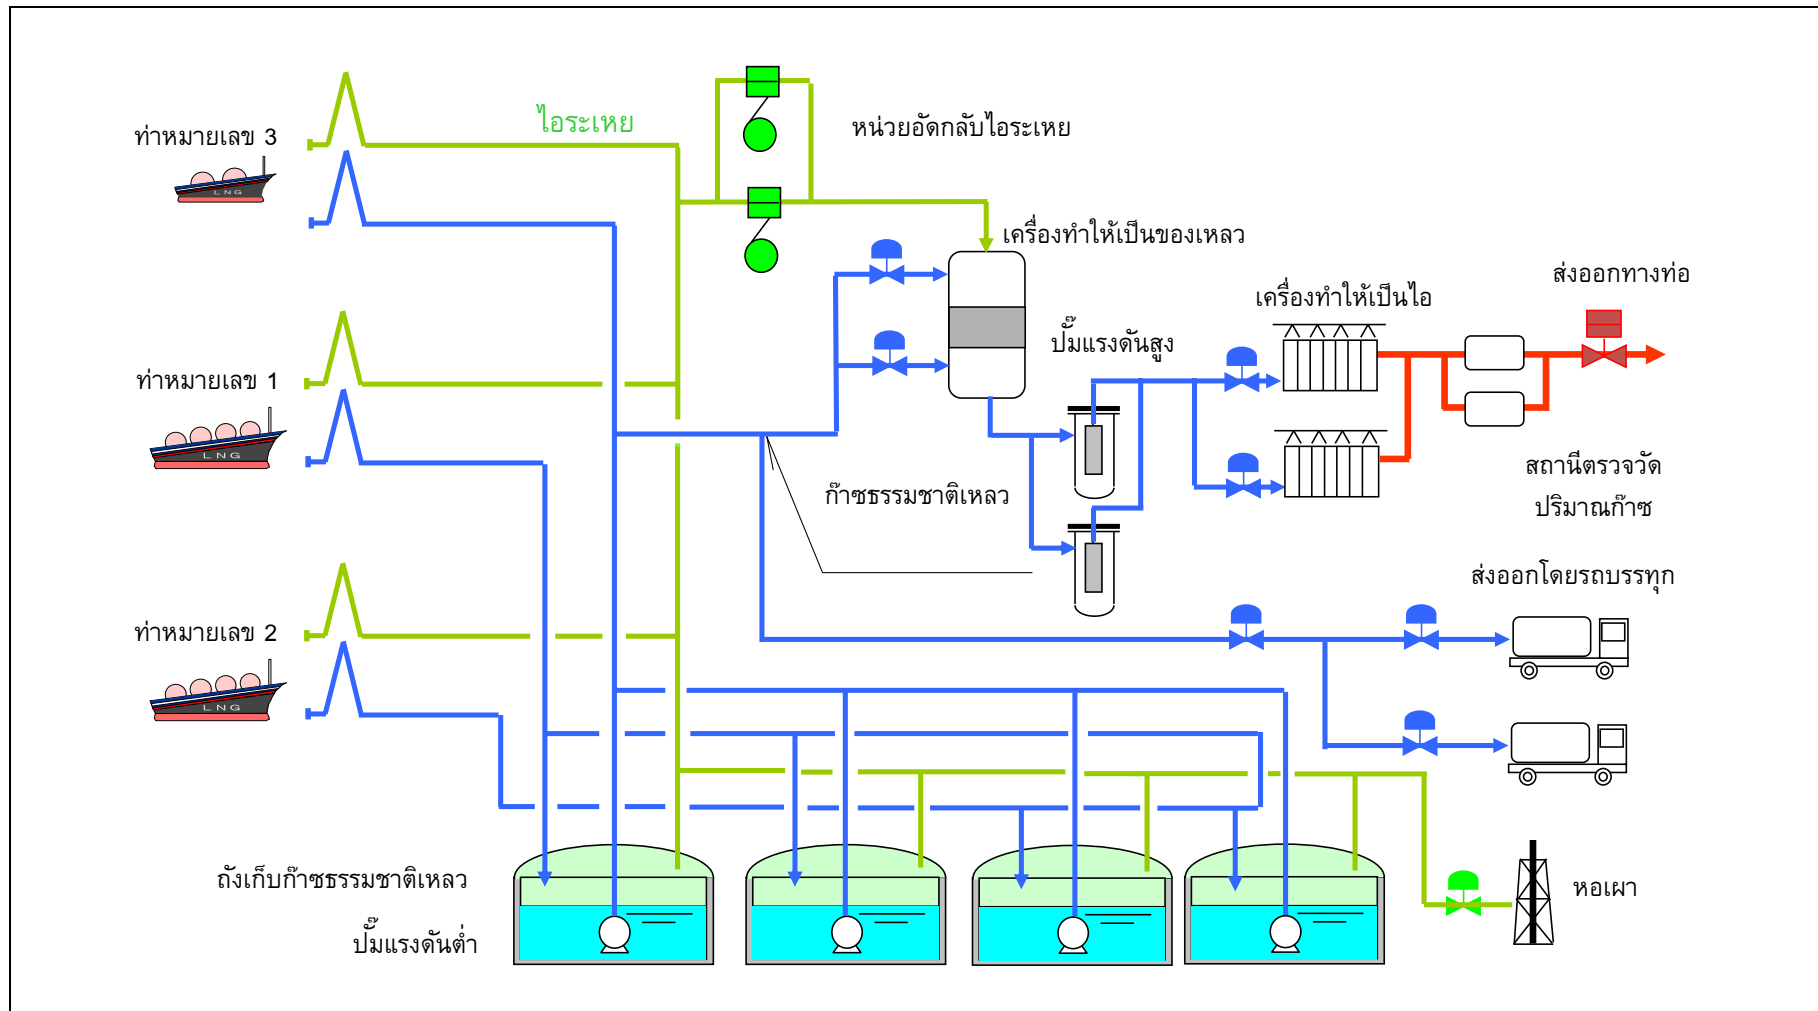 ท่าหมายเลข 3
LNG
ไอระเหย
หน่วยอัดกลับไอระเหย
เครื่องทำให้เป็นของเหลว
ส่งออกทางท่อ
เครื่องทำให้เป็นไอ
ปั๊มแรงดันสูง
ท่าหมายเลข 1
LNG
ก๊าซธรรมชาติเหลว
สถานีตรวจวัด
ปริมาณก๊าซ
ส่งออกโดยรถบรรทุก
ท่าหมายเลข 2
LNG
ถังเก็บก๊าซธรรมชาติเหลว
หอเผา
ปั๊มแรงดันต่ำ